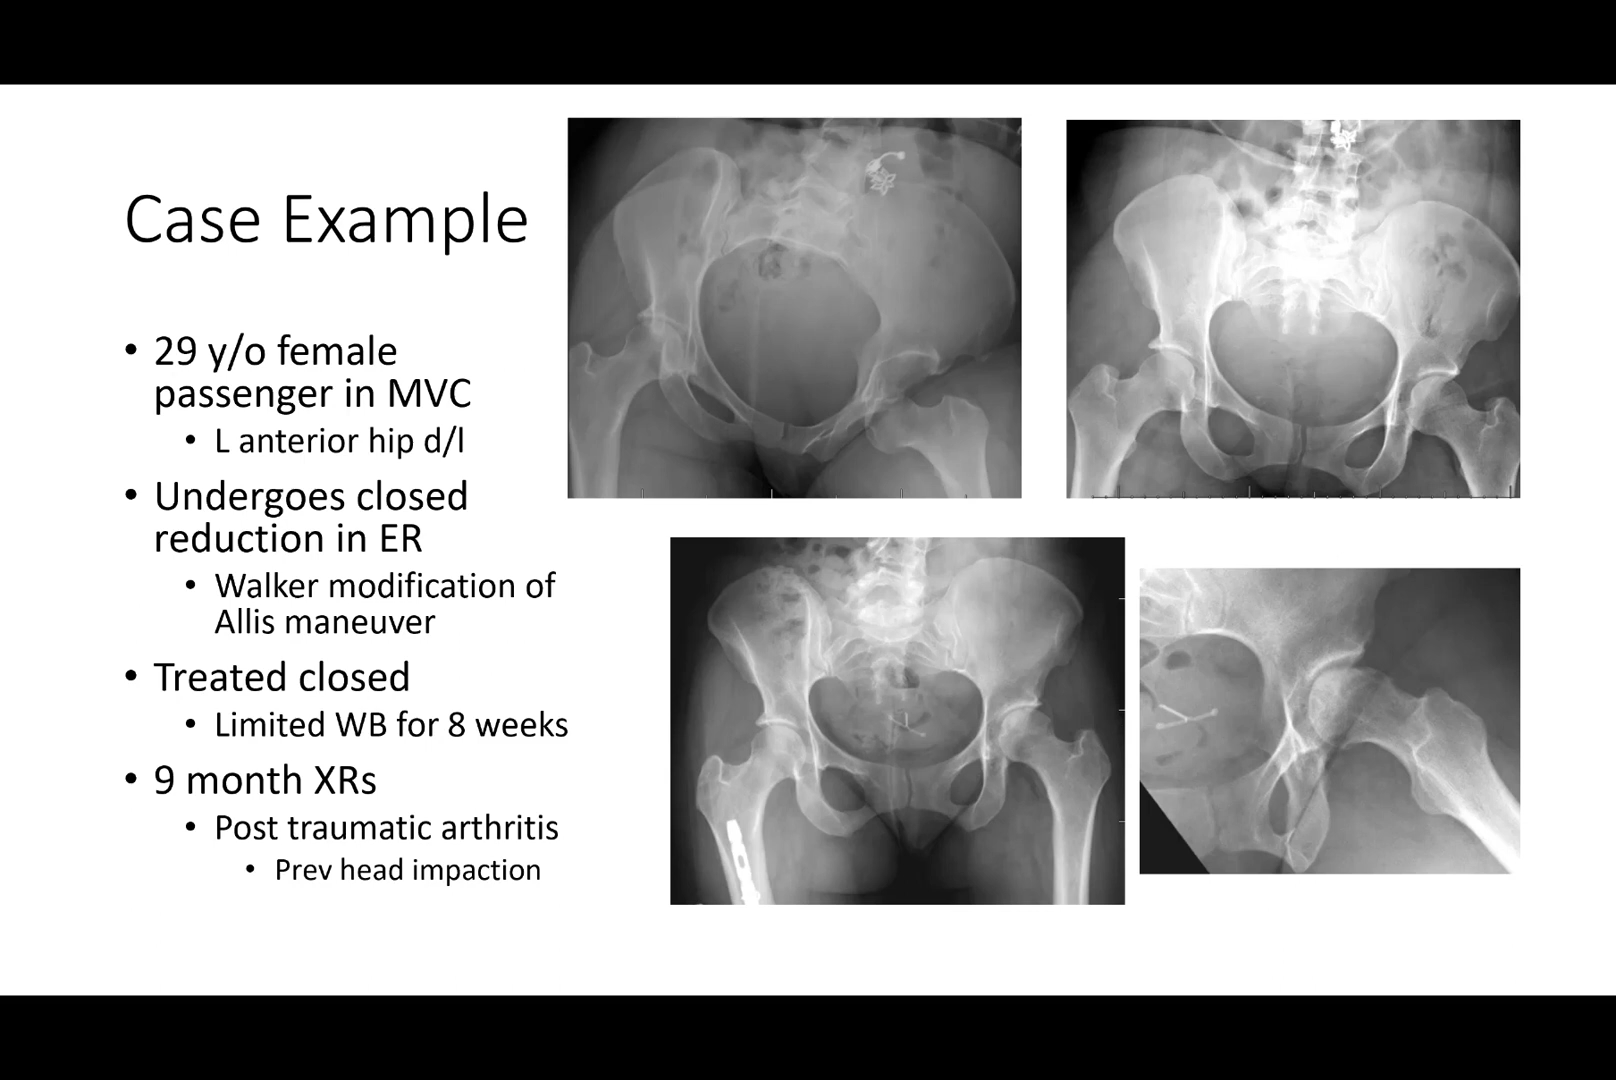 Case Example
• 29 y/o female
passenger in MVC
• L anterior hip d/l
• Undergoes closed
reduction in ER
• Walker modification of
Allis maneuver
• Treated closed
• Limited WB for 8 weeks
• 9 month XRs
• Post traumatic arthritis
• Prev head impaction